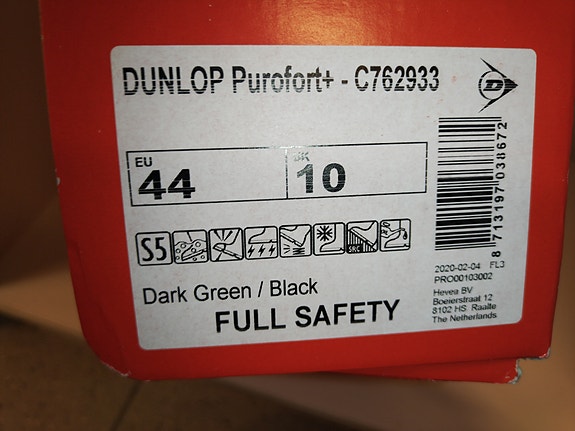 DUNLOP Purofort+ - C762933
D
EU
44
UK
10
S5
SRC
8 713197 038672
Dark Green / Black
FULL SAFETY
2020-02-04 FL3
PRO00103002
Hevea BV
Boeierstraat 12
8102 HS Raalte
The Netherlands